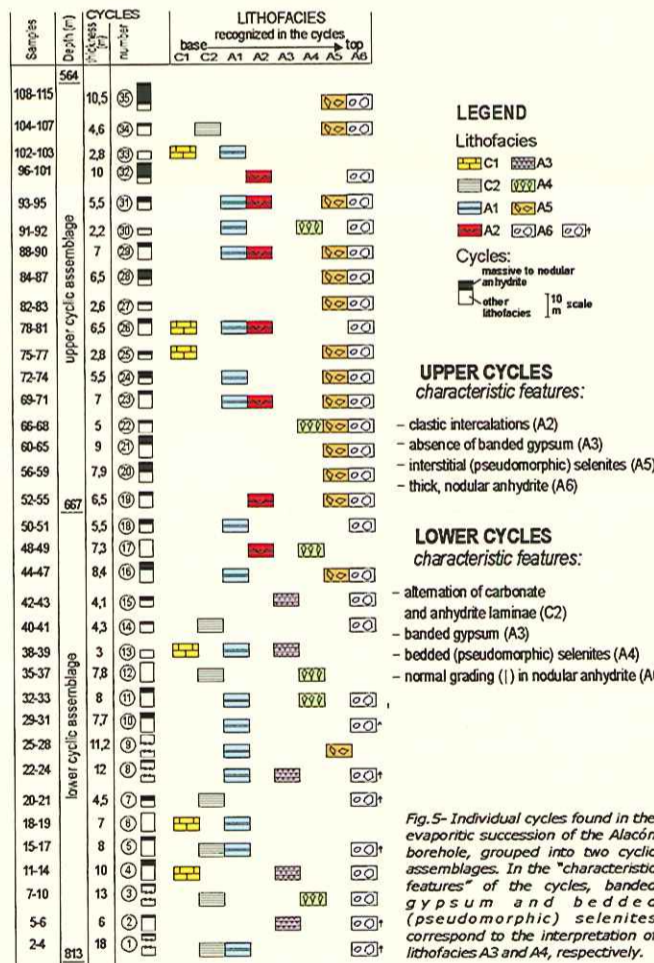 Samples
Depth (m)
thickness (m)
CYCLES
number
LITHOFACIES
recognized in the cycles
base top
C1 C2 A1 A2 A3 A4 A5 A6
564
108-115 10,5 35
104-107 4,6 34
102-103 2,8 33
96-101 10 32
93-95 5,5 31
91-92 2,2 30
88-90 7 29
84-87 6,5 28
82-83 2,6 27
78-81 6,5 26
75-77 2,8 25
72-74 5,5 24
69-71 7 23
66-68 5 22
60-65 9 21
56-59 7,9 20
52-55 6,5 19
667
50-51 5,5 18
48-49 7,3 17
44-47 8,4 16
42-43 4,1 15
40-41 4,3 14
38-39 3 13
35-37 7,8 12
32-33 8 11
29-31 7,7 10
25-28 11,2 9
22-24 12 8
20-21 4,5 7
18-19 7 6
15-17 8 5
11-14 10 4
7-10 13 3
5-6 6 2
2-4 18 1
813
upper cyclic assemblage
lower cyclic assemblage
LEGEND
Lithofacies
C1 A3
C2 A4
A1 A5
A2 A6
Cycles:
massive to nodular
anhydrite
other
lithofacies
10 m scale
UPPER CYCLES
characteristic features:
– clastic intercalations (A2)
– absence of banded gypsum (A3)
– interstitial (pseudomorphic) selenites (A5)
– thick, nodular anhydrite (A6)
LOWER CYCLES
characteristic features:
– alternation of carbonate
and anhydrite laminae (C2)
– banded gypsum (A3)
– bedded (pseudomorphic) selenites (A4)
– normal grading (|) in nodular anhydrite (A
Fig.5- Individual cycles found in the
evaporitic succession of the Alacón
borehole, grouped into two cyclic
assemblages. In the "characteristic
features" of the cycles, banded
gypsum and bedded
(pseudomorphic) selenites
correspond to the interpretation of
lithofacies A3 and A4, respectively.